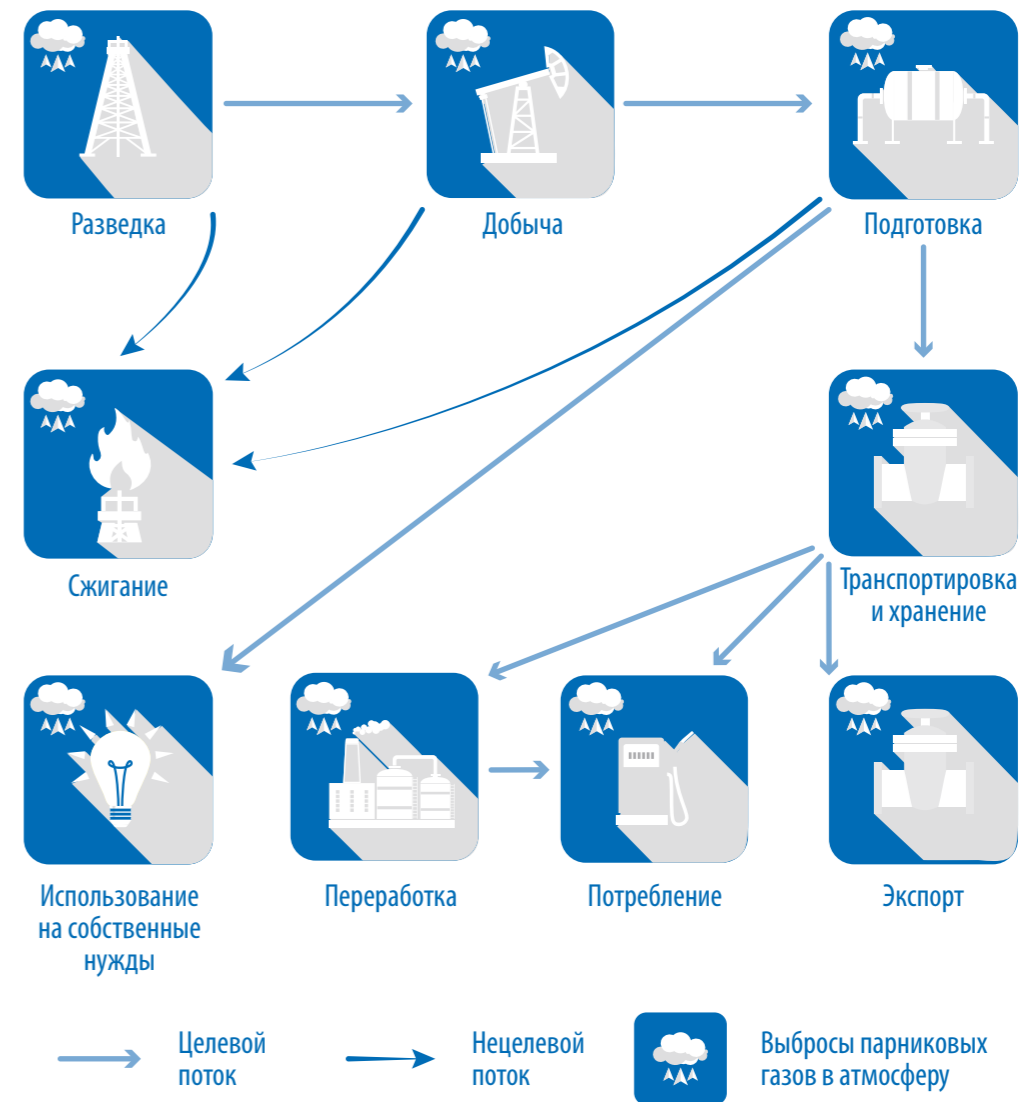 Разведка
Добыча
Подготовка
Сжигание
Транспортировка
и хранение
Использование
на собственные
нужды
Переработка
Потребление
Экспорт
Целевой
поток
Нецелевой
поток
Выбросы парниковых
газов в атмосферу